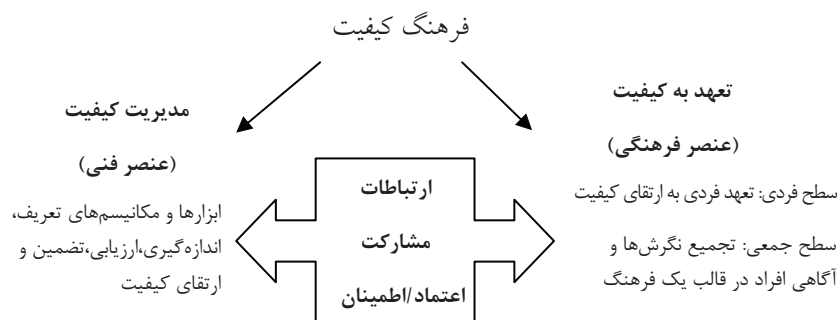 فرهنگ کیفیت
تعهد به کیفیت
(عنصر فرهنگی)
سطح فردی: تعهد فردی به ارتقای کیفیت
سطح جمعی: تجمیع نگرش‌ها و
آگاهی افراد در قالب یک فرهنگ
ارتباطات
مشارکت
اعتماد/اطمینان
مدیریت کیفیت
(عنصر فنی)
ابزارها و مکانیسم‌های تعریف،
اندازه‌گیری،ارزیابی،تضمین و
ارتقای کیفیت